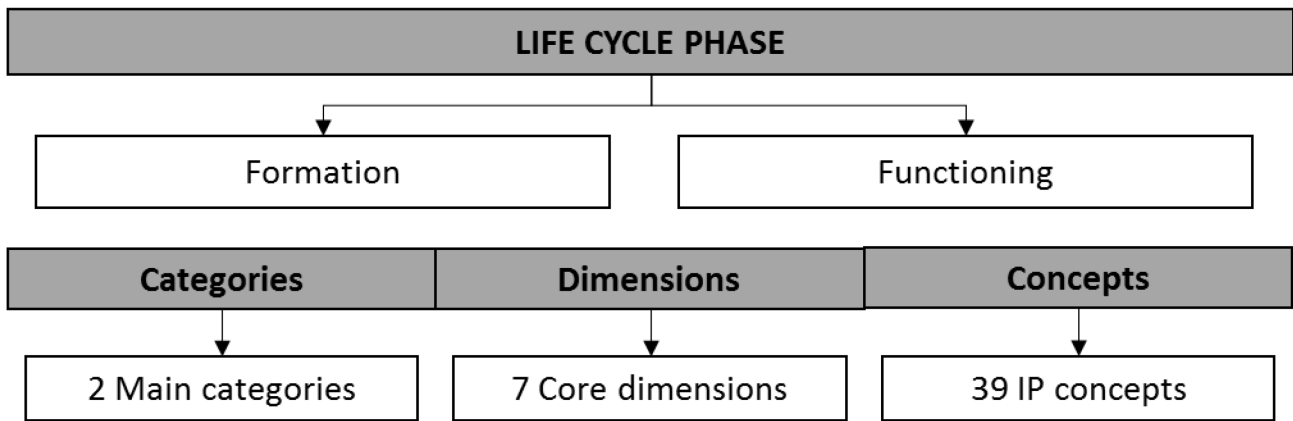 LIFE CYCLE PHASE
Formation
Functioning
Categories
Dimensions
Concepts
2 Main categories
7 Core dimensions
39 IP concepts